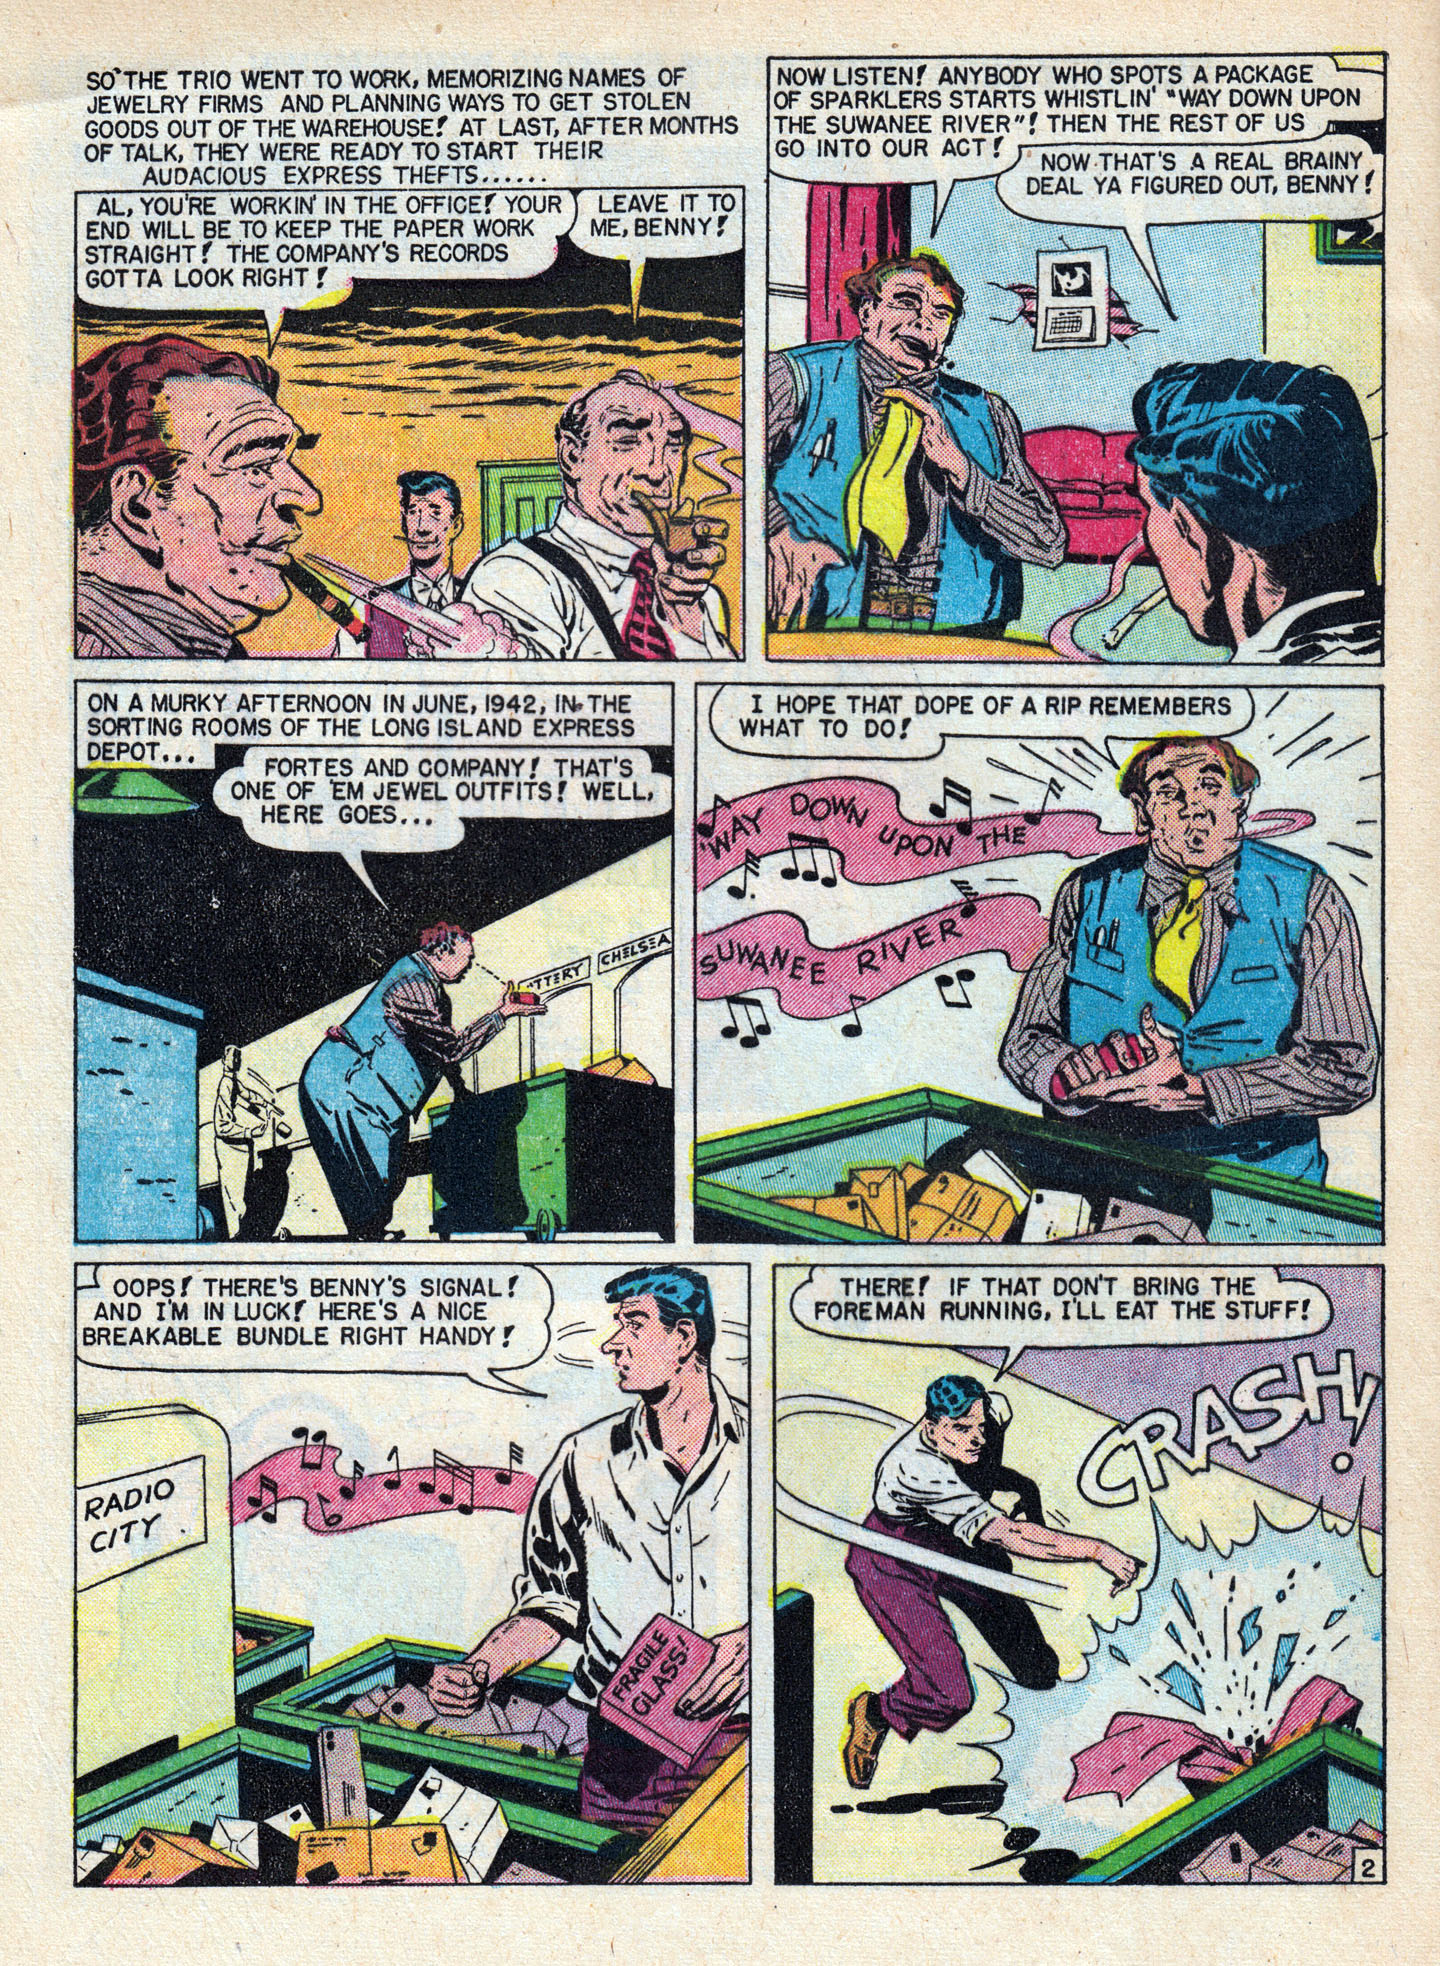 SO THE TRIO WENT TO WORK, MEMORIZING NAMES OF
JEWELRY FIRMS AND PLANNING WAYS TO GET STOLEN
GOODS OUT OF THE WAREHOUSE! AT LAST, AFTER MONTHS
OF TALK, THEY WERE READY TO START THEIR
AUDACIOUS EXPRESS THEFTS......
AL, YOU'RE WORKIN' IN THE OFFICE! YOUR
END WILL BE TO KEEP THE PAPER WORK
STRAIGHT! THE COMPANY'S RECORDS
GOTTA LOOK RIGHT!
LEAVE IT TO
ME, BENNY!
NOW LISTEN! ANYBODY WHO SPOTS A PACKAGE
OF SPARKLERS STARTS WHISTLIN' "WAY DOWN UPON
THE SUWANEE RIVER"! THEN THE REST OF US
GO INTO OUR ACT!
NOW THAT'S A REAL BRAINY
DEAL YA FIGURED OUT, BENNY!
ON A MURKY AFTERNOON IN JUNE, 1942, IN THE
SORTING ROOMS OF THE LONG ISLAND EXPRESS
DEPOT...
FORTES AND COMPANY! THAT'S
ONE OF 'EM JEWEL OUTFITS! WELL,
HERE GOES...
TTERY
CHELSEA
I HOPE THAT DOPE OF A RIP REMEMBERS
WHAT TO DO!
'WAY DOWN UPON THE
SUWANEE RIVER
OOPS! THERE'S BENNY'S SIGNAL!
AND I'M IN LUCK! HERE'S A NICE
BREAKABLE BUNDLE RIGHT HANDY!
RADIO
CITY
FRAGILE
GLASS!
THERE! IF THAT DON'T BRING THE
FOREMAN RUNNING, I'LL EAT THE STUFF!
CRASH!
2